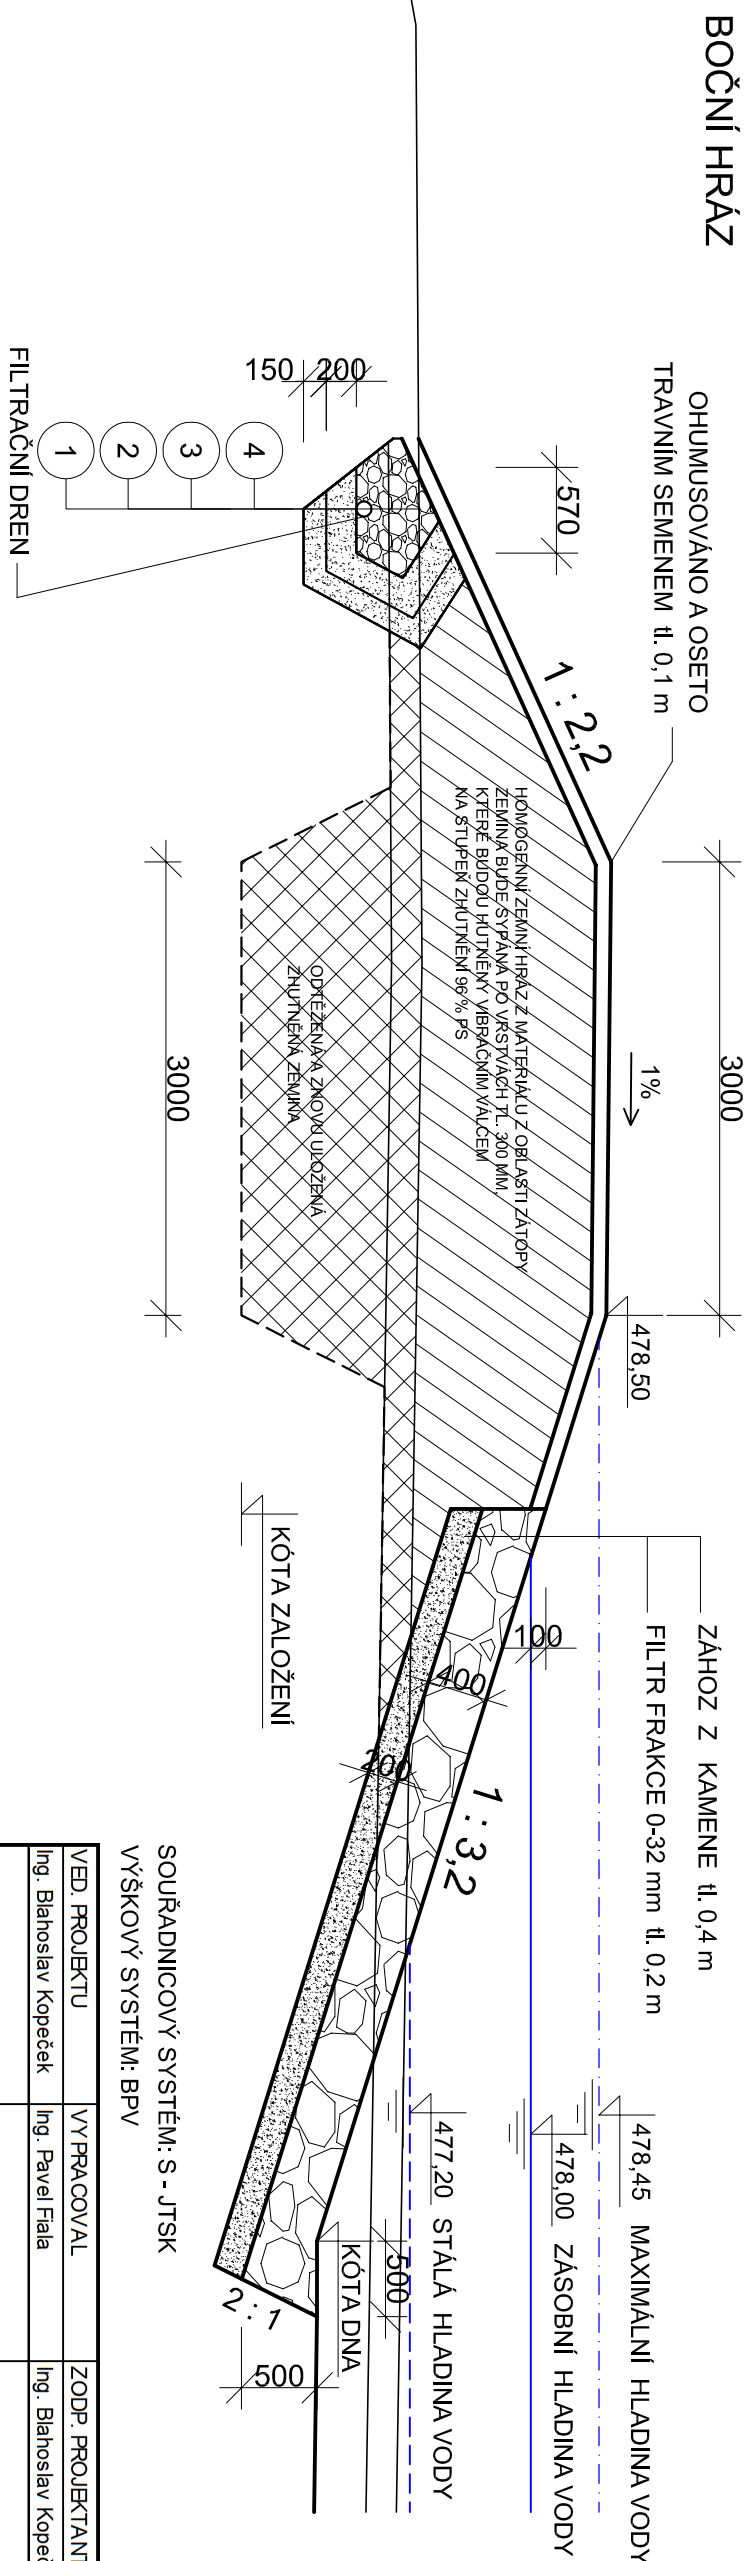 BOČNÍ HRÁZ
OHUMUSOVÁNO A OSETO
TRAVNÍM SEMENEM tl. 0,1 m
3000
1%
478,50
570
1 : 2,2
HOMOGENNÍ ZEMNÍ HRÁZ Z MATERIÁLU Z OBLASTI ZÁTOPY
ZEMINA BUDE SYPÁNA PO VRSTVÁCH TL. 300 MM,
KTERÉ BUDOU HUTNĚNY VIBRAČNÍM VÁLCEM
NA STUPEŇ ZHUTNĚNÍ 96 % PS
ODTĚŽENÁ A ZNOVU ULOŽENÁ
ZHUTNĚNÁ ZEMINA
150
200
4
3
2
1
FILTRAČNÍ DREN
3000
KÓTA ZALOŽENÍ
ZÁHOZ Z KAMENE tl. 0,4 m
FILTR FRAKCE 0-32 mm tl. 0,2 m
100
400
200
1 : 3,2
478,45 MAXIMÁLNÍ HLADINA VODY
478,00 ZÁSOBNÍ HLADINA VODY
477,20 STÁLÁ HLADINA VODY
500
KÓTA DNA
2 : 1
500
SOUŘADNICOVÝ SYSTÉM: S - JTSK
VÝŠKOVÝ SYSTÉM: BPV
VED. PROJEKTU VYPRACOVAL ZODP. PROJEKTANT
Ing. Blahoslav Kopeček Ing. Pavel Fiala Ing. Blahoslav Kopeč